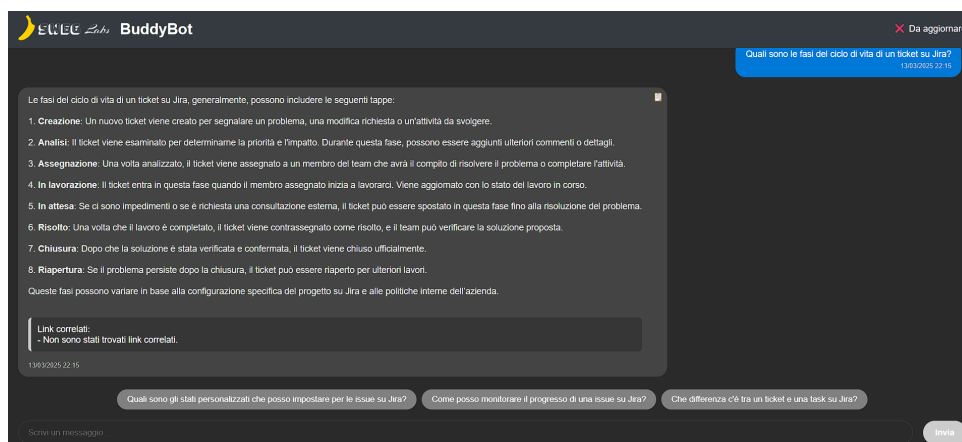 SWEG Labs BuddyBot
Da aggiornare
Quali sono le fasi del ciclo di vita di un ticket su Jira?
13/03/2025 22:15
Le fasi del ciclo di vita di un ticket su Jira, generalmente, possono includere le seguenti tappe:
1. Creazione: Un nuovo ticket viene creato per segnalare un problema, una modifica richiesta o un'attività da svolgere.
2. Analisi: Il ticket viene esaminato per determinarne la priorità e l'impatto. Durante questa fase, possono essere aggiunti ulteriori commenti o dettagli.
3. Assegnazione: Una volta analizzato, il ticket viene assegnato a un membro del team che avrà il compito di risolvere il problema o completare l'attività.
4. In lavorazione: Il ticket entra in questa fase quando il membro assegnato inizia a lavorarci. Viene aggiornato con lo stato del lavoro in corso.
5. In attesa: Se ci sono impedimenti o se è richiesta una consultazione esterna, il ticket può essere spostato in questa fase fino alla risoluzione del problema.
6. Risolto: Una volta che il lavoro è completato, il ticket viene contrassegnato come risolto, e il team può verificare la soluzione proposta.
7. Chiusura: Dopo che la soluzione è stata verificata e confermata, il ticket viene chiuso ufficialmente.
8. Riapertura: Se il problema persiste dopo la chiusura, il ticket può essere riaperto per ulteriori lavori.
Queste fasi possono variare in base alla configurazione specifica del progetto su Jira e alle politiche interne dell'azienda.
Link correlati:
- Non sono stati trovati link correlati.
13/03/2025 22:15
Quali sono gli stati personalizzati che posso impostare per le issue su Jira?
Come posso monitorare il progresso di una issue su Jira?
Che differenza c'è tra un ticket e una task su Jira?
Scrivi un messaggio
Invia